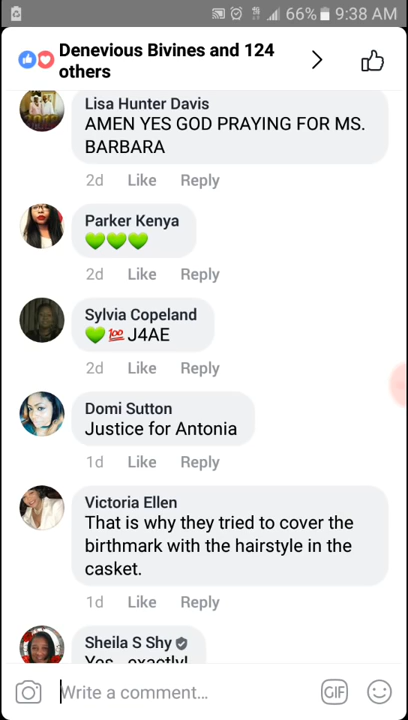 66% 9:38 AM
Denevious Bivines and 124
others
Lisa Hunter Davis
AMEN YES GOD PRAYING FOR MS.
BARBARA
2d Like Reply
Parker Kenya
💚💚💚
2d Like Reply
Sylvia Copeland
💚💯J4AE
2d Like Reply
Domi Sutton
Justice for Antonia
1d Like Reply
Victoria Ellen
That is why they tried to cover the
birthmark with the hairstyle in the
casket.
1d Like Reply
Sheila S Shy
Yes...exactly!
Write a comment...
GIF